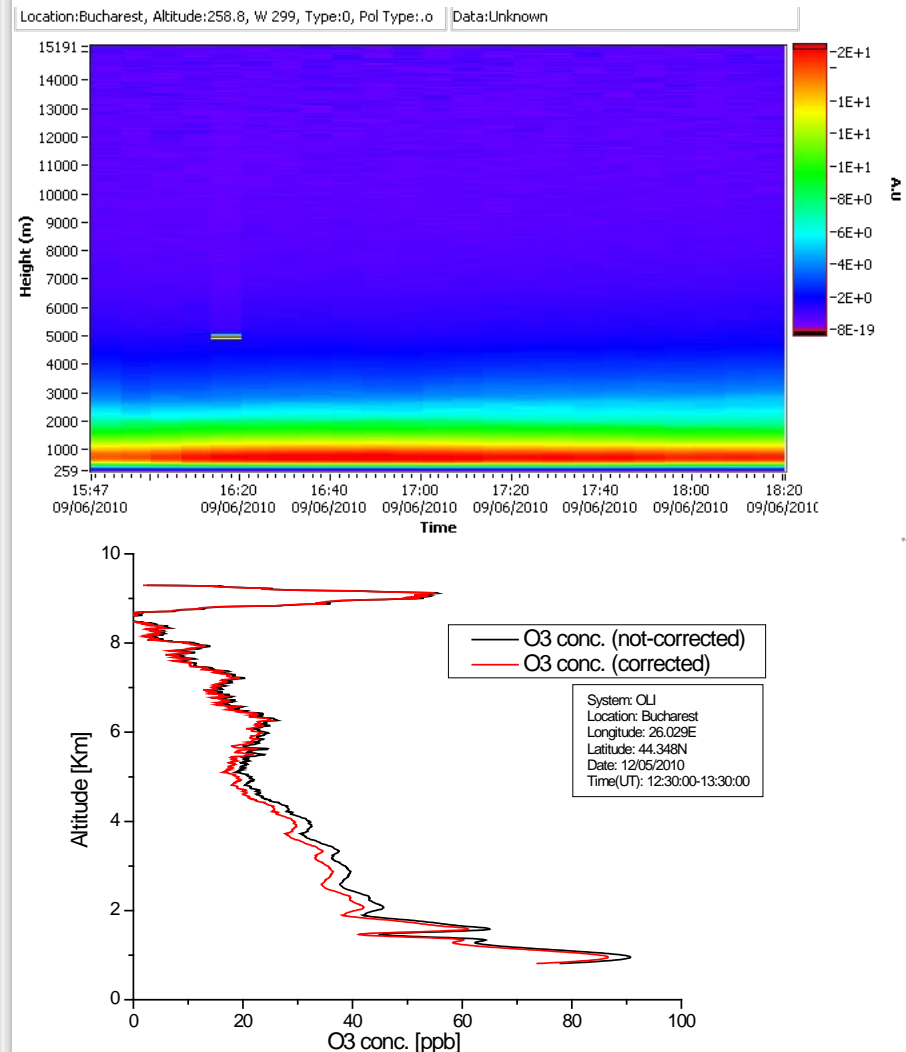 Location:Bucharest, Altitude:258.8, W 299, Type:0, Pol Type:.o Data:Unknown
15191
14000
13000
12000
11000
10000
9000
8000
7000
6000
5000
4000
3000
2000
1000
259
Height (m)
2E+1
1E+1
1E+1
1E+1
8E+0
6E+0
4E+0
2E+0
8E-19
A.U
15:47 16:20 16:40 17:00 17:20 17:40 18:00 18:20
09/06/2010 09/06/2010 09/06/2010 09/06/2010 09/06/2010 09/06/2010 09/06/2010 09/06/2010
Time
10
8
6
4
2
0
Altitude [Km]
O3 conc. (not-corrected)
O3 conc. (corrected)
System: OLI
Location: Bucharest
Longitude: 26.029E
Latitude: 44.348N
Date: 12/05/2010
Time(UT): 12:30:00-13:30:00
0 20 40 60 80 100
O3 conc. [ppb]